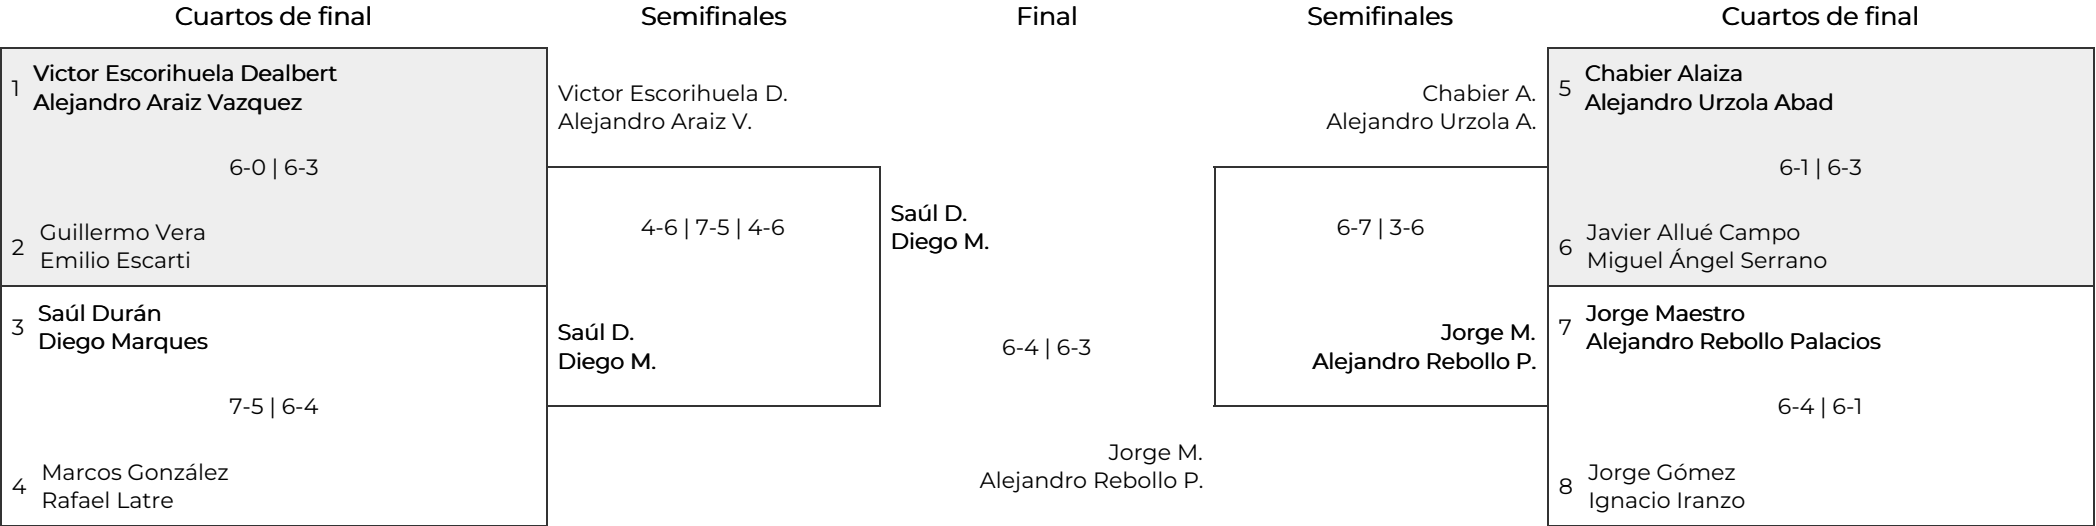 Cuartos de final
Semifinales
Final
Semifinales
Cuartos de final
1
Victor Escorihuela Dealbert
Alejandro Araiz Vazquez
6-0 | 6-3
2
Guillermo Vera
Emilio Escarti
3
Saúl Durán
Diego Marques
7-5 | 6-4
4
Marcos González
Rafael Latre
Victor Escorihuela D.
Alejandro Araiz V.
4-6 | 7-5 | 4-6
Saúl D.
Diego M.
Saúl D.
Diego M.
6-4 | 6-3
Jorge M.
Alejandro Rebollo P.
Chabier A.
Alejandro Urzola A.
6-7 | 3-6
Jorge M.
Alejandro Rebollo P.
5
Chabier Alaiza
Alejandro Urzola Abad
6-1 | 6-3
6
Javier Allué Campo
Miguel Ángel Serrano
7
Jorge Maestro
Alejandro Rebollo Palacios
6-4 | 6-1
8
Jorge Gómez
Ignacio Iranzo